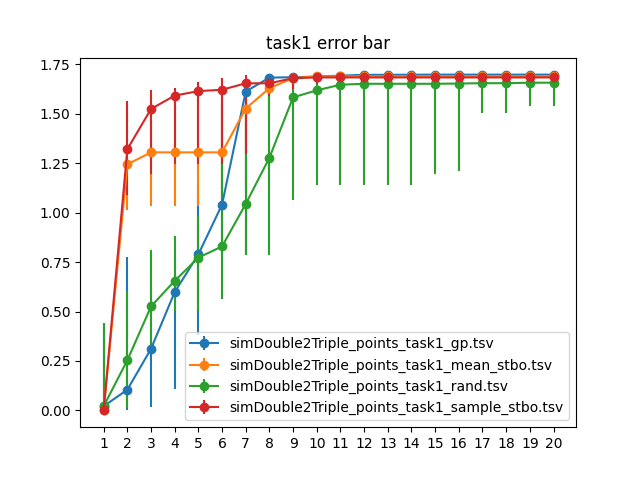 task1 error bar
1.75
1.50
1.25
1.00
0.75
0.50
0.25
0.00
simDouble2Triple_points_task1_gp.tsv
simDouble2Triple_points_task1_mean_stbo.tsv
simDouble2Triple_points_task1_rand.tsv
simDouble2Triple_points_task1_sample_stbo.tsv
1 2 3 4 5 6 7 8 9 10 11 12 13 14 15 16 17 18 19 20